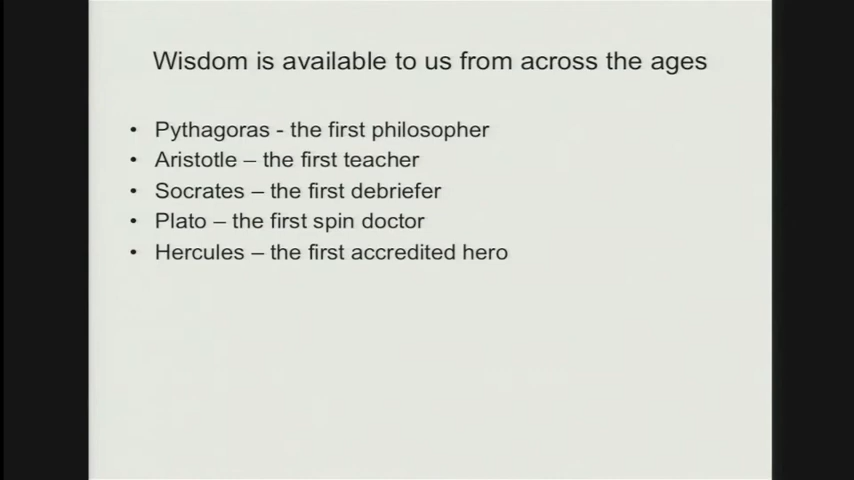 Wisdom is available to us from across the ages
• Pythagoras - the first philosopher
• Aristotle – the first teacher
• Socrates – the first debriefer
• Plato – the first spin doctor
• Hercules – the first accredited hero